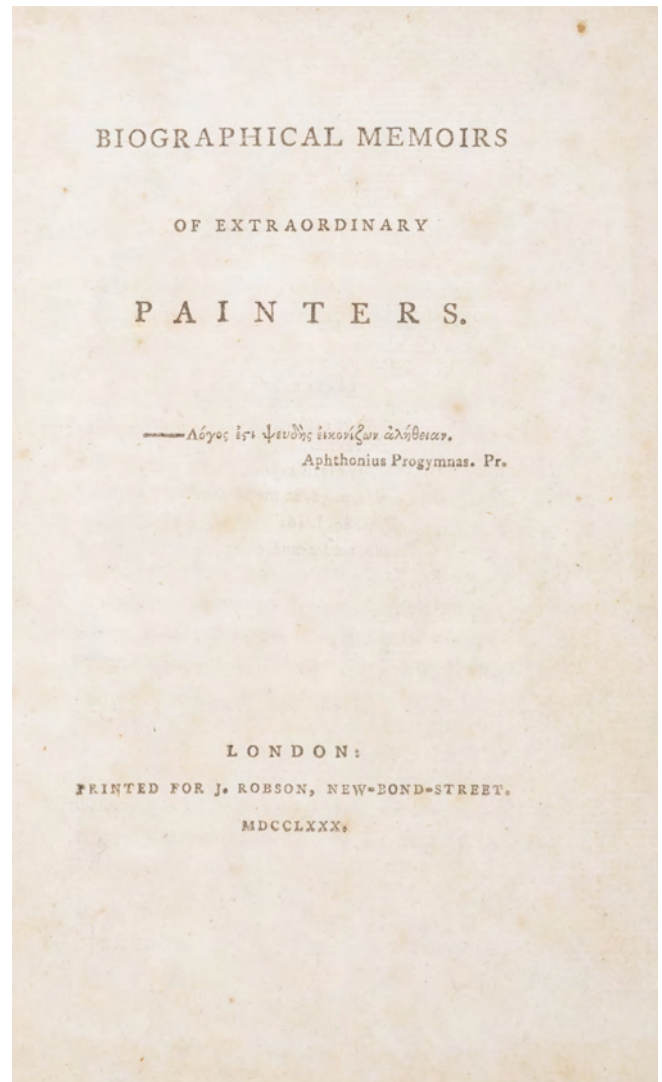 BIOGRAPHICAL MEMOIRS
OF EXTRAORDINARY
PAINTERS.
——Λόγος ἐϛι ψευδὴς ἐικονίζων ἀλήθειαν.
Aphthonius Progymnas. Pr.
LONDON:
PRINTED FOR J. ROBSON, NEW-BOND-STREET.
MDCCLXXX.